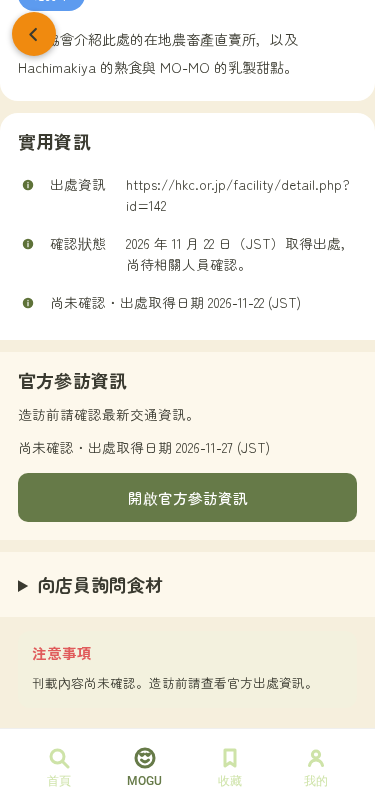 協會介紹此處的在地農畜產直賣所，以及
Hachimakiya 的熟食與 MO-MO 的乳製甜點。
實用資訊
出處資訊 https://hkc.or.jp/facility/detail.php?
id=142
確認狀態 2026 年 11 月 22 日（JST）取得出處，
尚待相關人員確認。
尚未確認・出處取得日期 2026-11-22 (JST)
官方參訪資訊
造訪前請確認最新交通資訊。
尚未確認・出處取得日期 2026-11-27 (JST)
開啟官方參訪資訊
▶ 向店員詢問食材
注意事項
刊載內容尚未確認。造訪前請查看官方出處資訊。
首頁 MOGU 收藏 我的